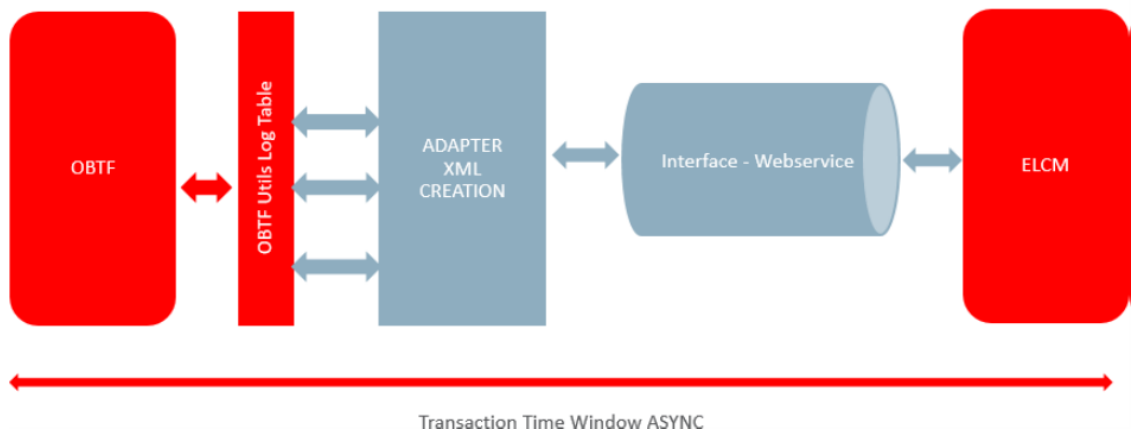 OBTF
OBTF Utils Log Table
ADAPTER
XML
CREATION
Interface - Webservice
ELCM
Transaction Time Window ASYNC